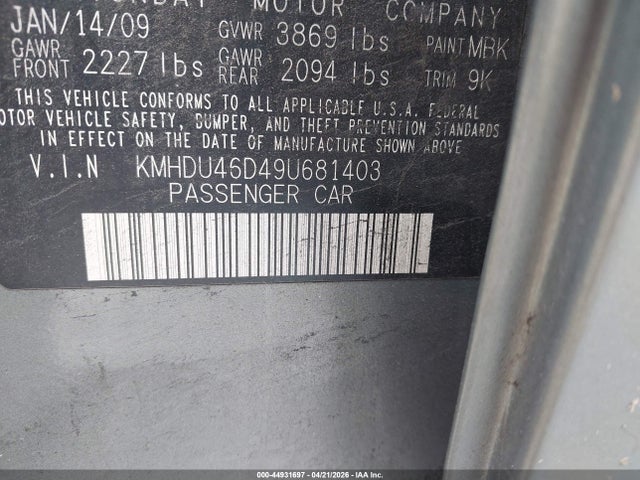 HYUNDAI MOTOR COMPANY
JAN/14/09 GVWR 3869 lbs PAINT MBK
GAWR FRONT 2227 lbs GAWR REAR 2094 lbs TRIM 9K
THIS VEHICLE CONFORMS TO ALL APPLICABLE U.S.A. FEDERAL
MOTOR VEHICLE SAFETY, BUMPER, AND THEFT PREVENTION STANDARDS
IN EFFECT ON THE DATE OF MANUFACTURE SHOWN ABOVE.
V.I.N KMHDU46D49U681403
PASSENGER CAR
000-44931697 - 04/21/2026 - IAA Inc.